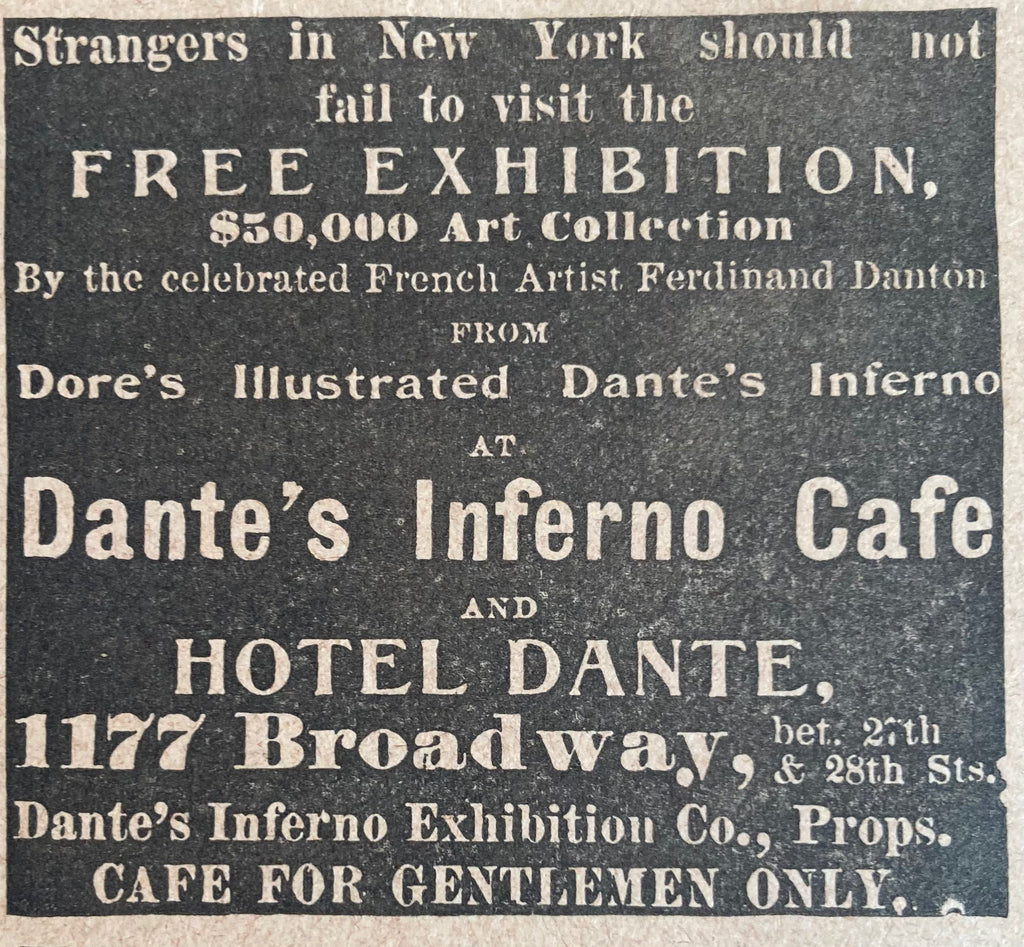 Strangers in New York should not
fail to visit the
FREE EXHIBITION,
$50,000 Art Collection
By the celebrated French Artist Ferdinand Danton
FROM
Dore's Illustrated Dante's Inferno
AT
Dante's Inferno Cafe
AND
HOTEL DANTE,
1177 Broadway, bet. 27th
& 28th Sts.
Dante's Inferno Exhibition Co., Props.
CAFE FOR GENTLEMEN ONLY.